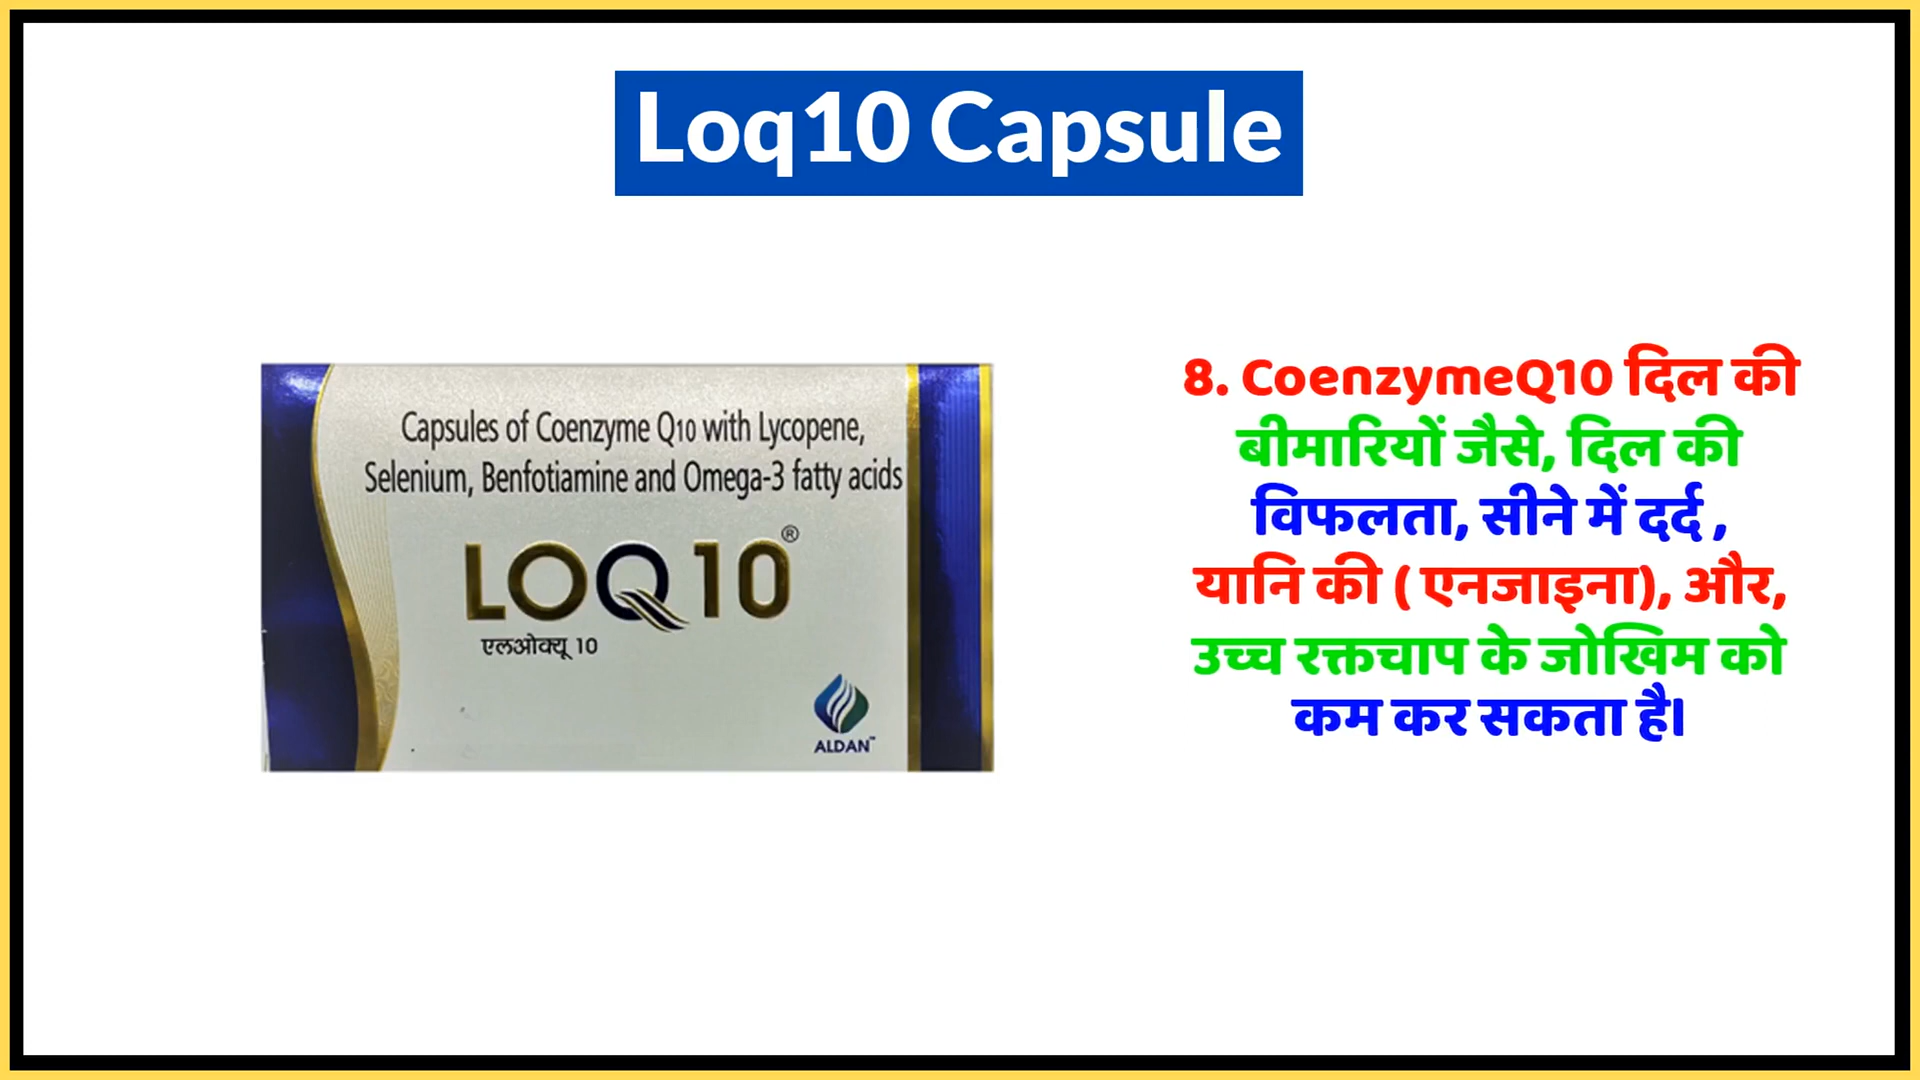 Loq10 Capsule
Capsules of Coenzyme Q10 with Lycopene,
Selenium, Benfotiamine and Omega-3 fatty acids
LOQ10®
एलओक्यू 10
ALDAN™
8. CoenzymeQ10 दिल की
बीमारियों जैसे, दिल की
विफलता, सीने में दर्द ,
यानि की ( एनजाइना), और,
उच्च रक्तचाप के जोखिम को
कम कर सकता है।